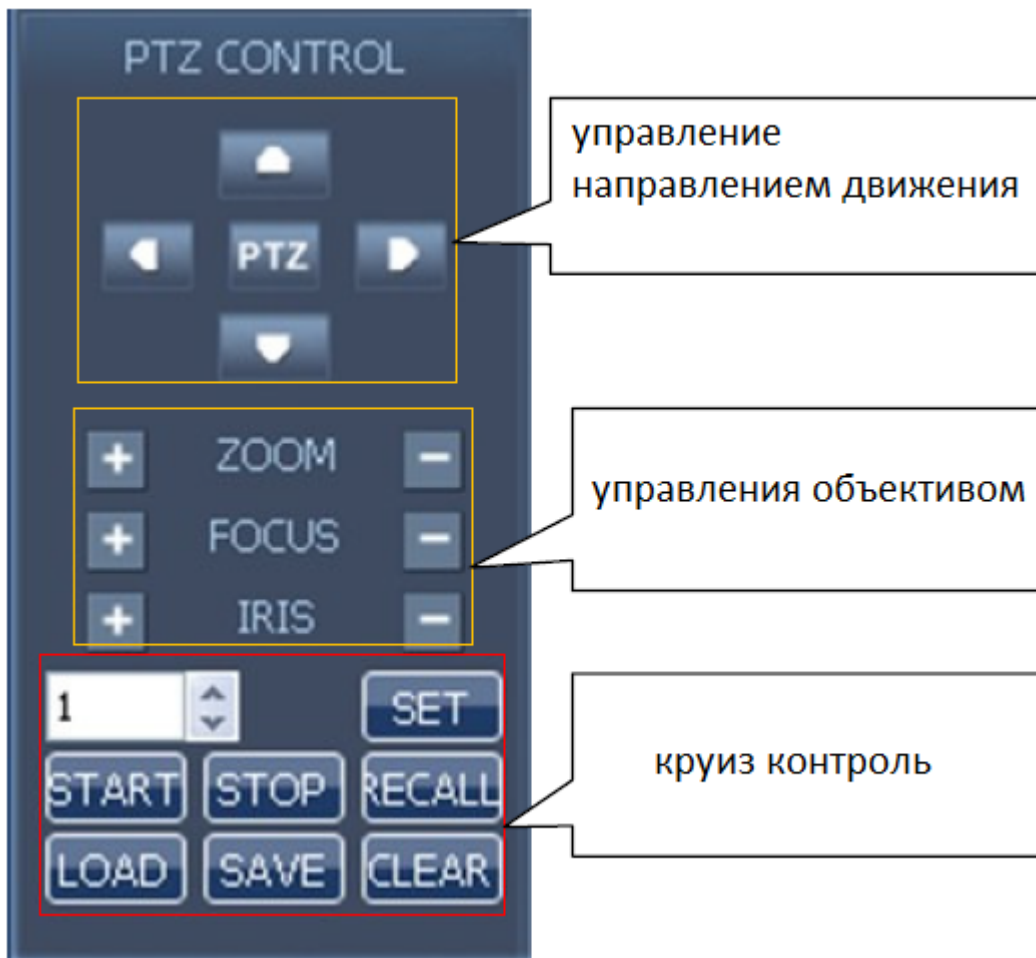 PTZ CONTROL
управление
направлением движения
PTZ
ZOOM
FOCUS
IRIS
управления объективом
1
SET
START STOP RECALL
LOAD SAVE CLEAR
круиз контроль